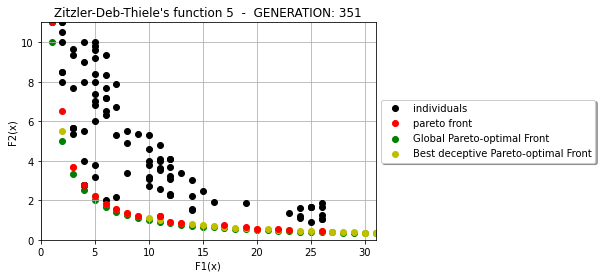 Zitzler-Deb-Thiele's function 5 - GENERATION: 351
F2(x)
10
8
6
4
2
0
0 5 10 15 20 25 30
F1(x)
individuals
pareto front
Global Pareto-optimal Front
Best deceptive Pareto-optimal Front